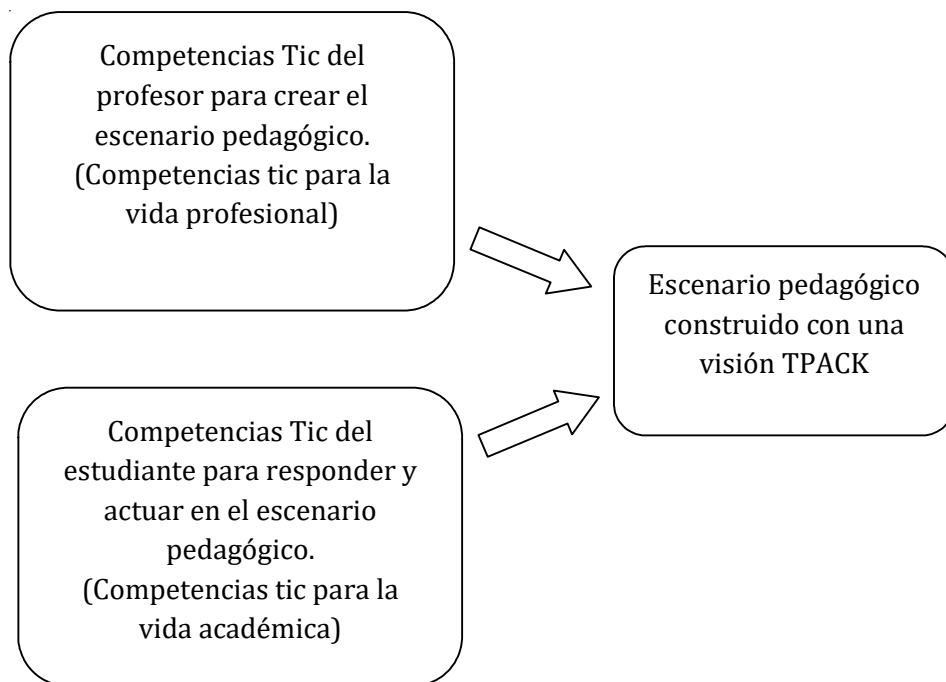 Competencias Tic del
profesor para crear el
escenario pedagógico.
(Competencias tic para la
vida profesional)
Escenario pedagógico
construido con una
visión TPACK
Competencias Tic del
estudiante para responder y
actuar en el escenario
pedagógico.
(Competencias tic para la
vida académica)